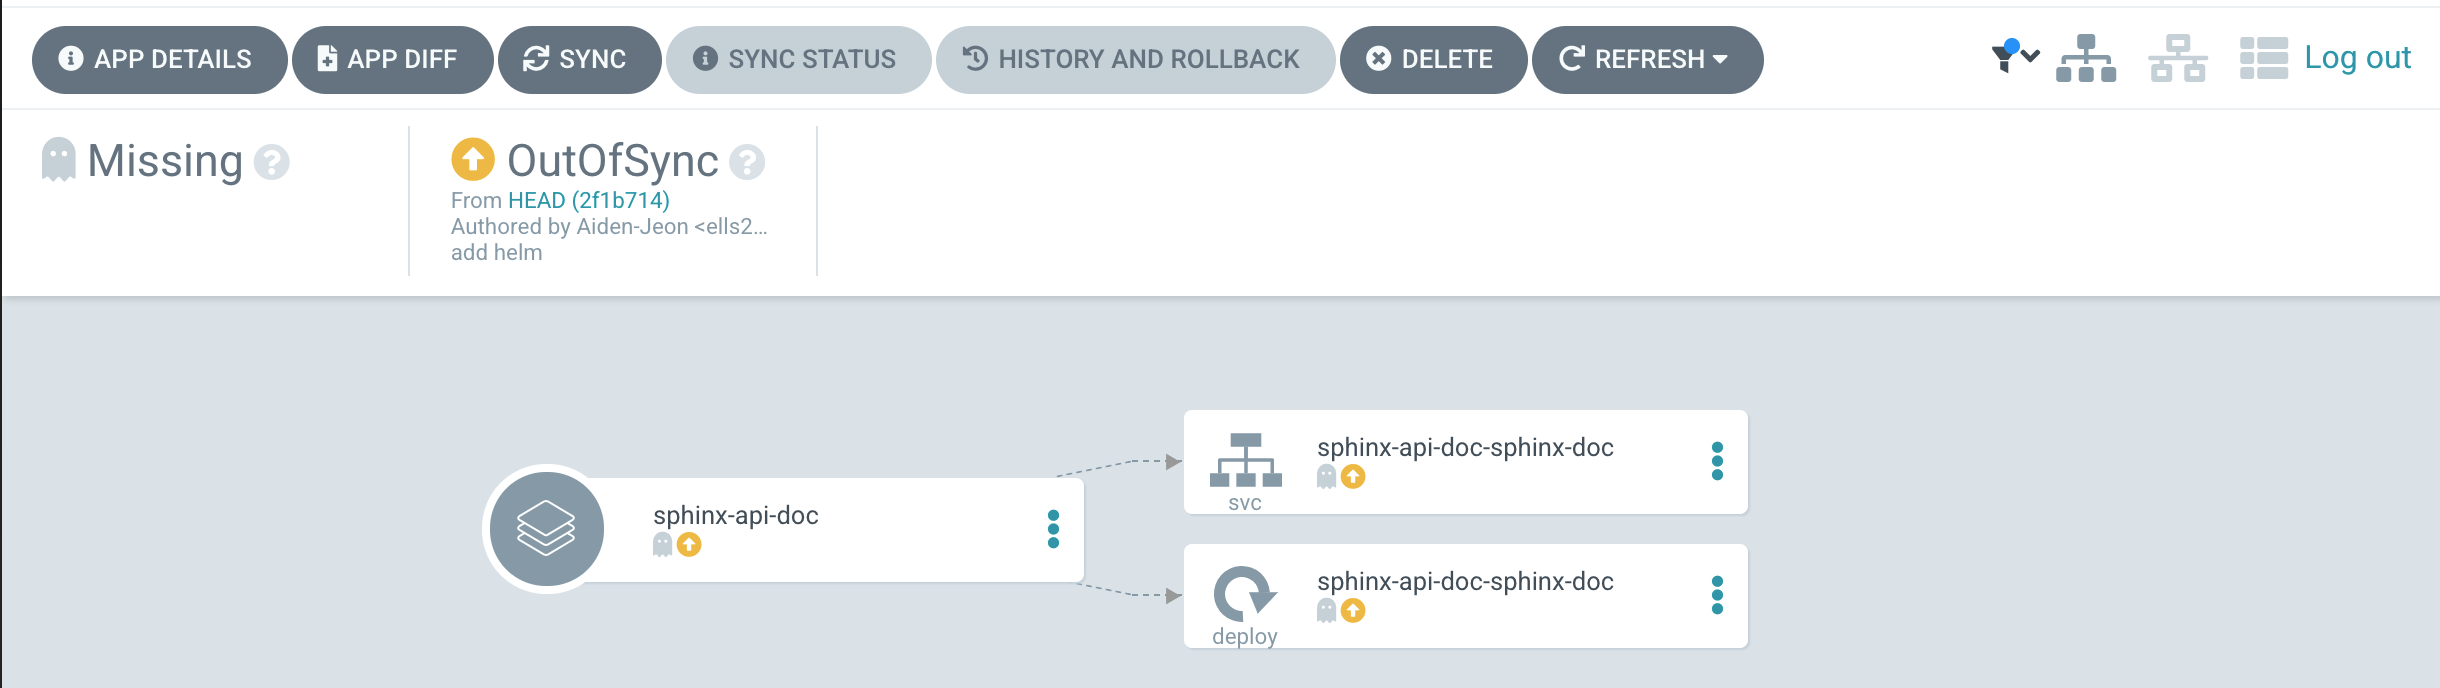 APP DETAILS APP DIFF SYNC SYNC STATUS HISTORY AND ROLLBACK DELETE REFRESH Log out
Missing ?
OutOfSync ?
From HEAD (2f1b714)
Authored by Aiden-Jeon <ells2...
add helm
sphinx-api-doc
sphinx-api-doc-sphinx-doc
svc
sphinx-api-doc-sphinx-doc
deploy